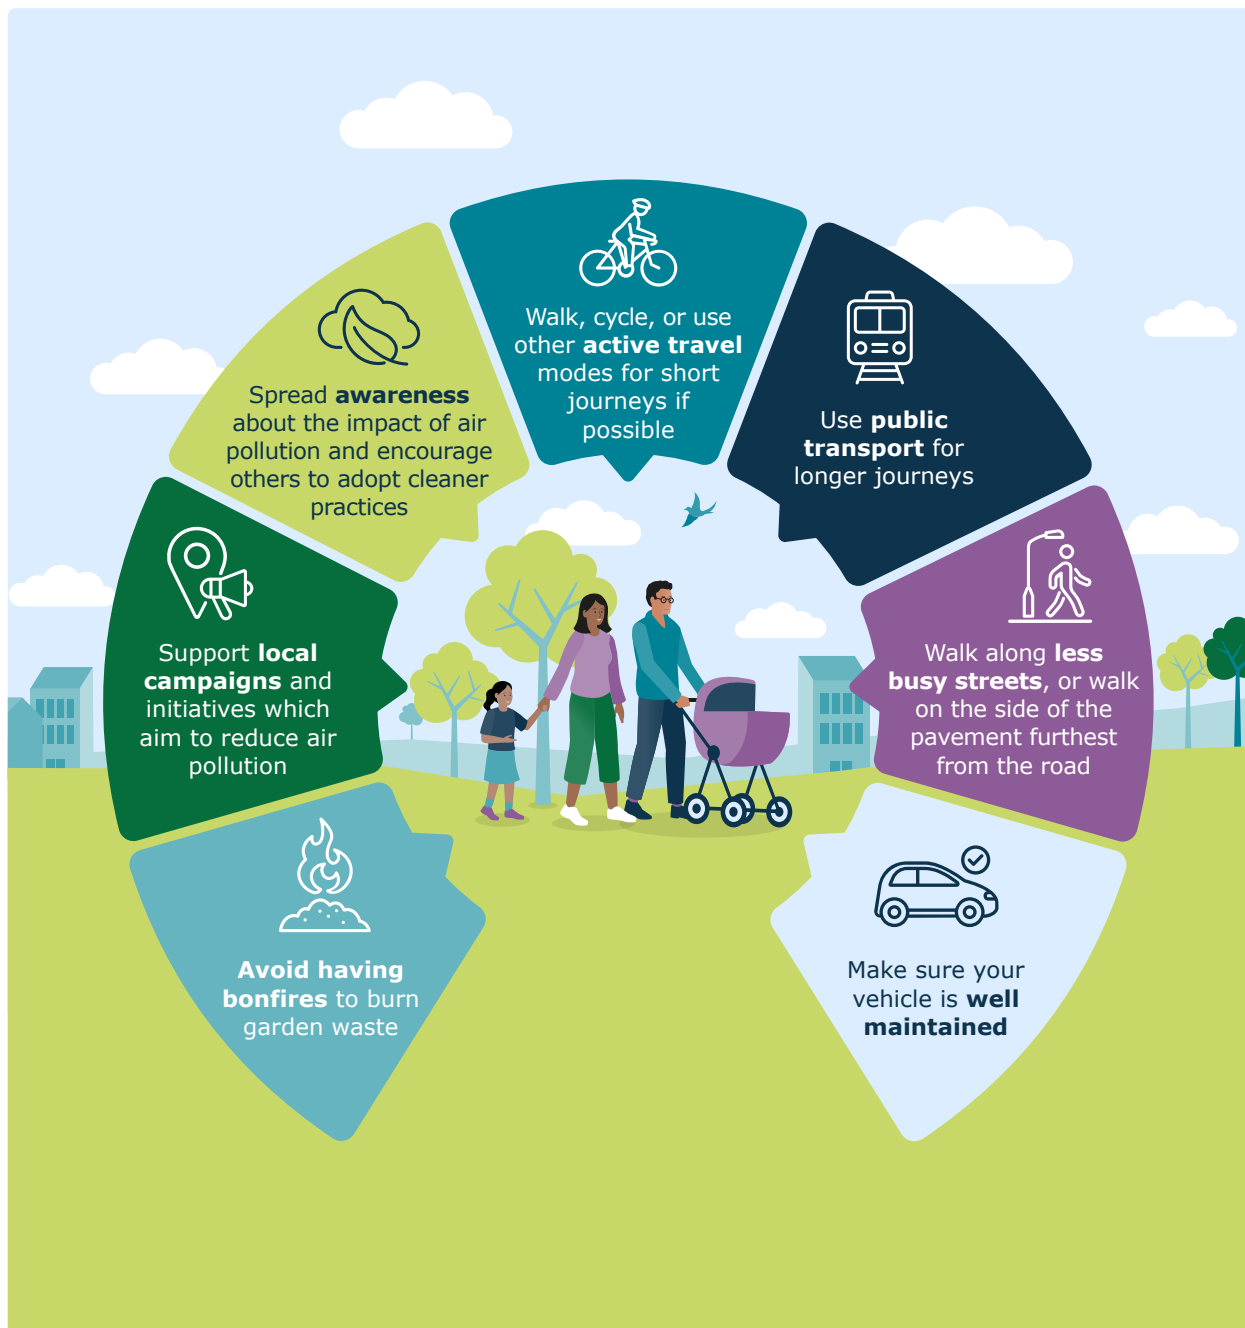 Walk, cycle, or use
other active travel
modes for short
journeys if
possible
Spread awareness
about the impact of air
pollution and encourage
others to adopt cleaner
practices
Use public
transport for
longer journeys
Support local
campaigns and
initiatives which
aim to reduce air
pollution
Walk along less
busy streets, or walk
on the side of the
pavement furthest
from the road
Avoid having
bonfires to burn
garden waste
Make sure your
vehicle is well
maintained